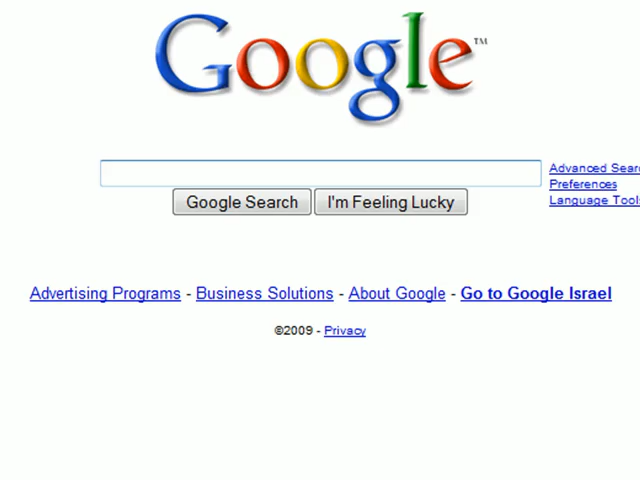 Google™
Advanced Sear
Preferences
Language Tools
Google Search I'm Feeling Lucky
Advertising Programs - Business Solutions - About Google - Go to Google Israel
©2009 - Privacy